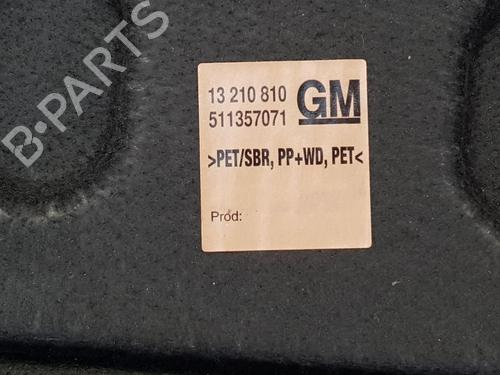 B-PARTS
13 210 810 GM
511357071
>PET/SBR, PP+WD, PET<
Prod: